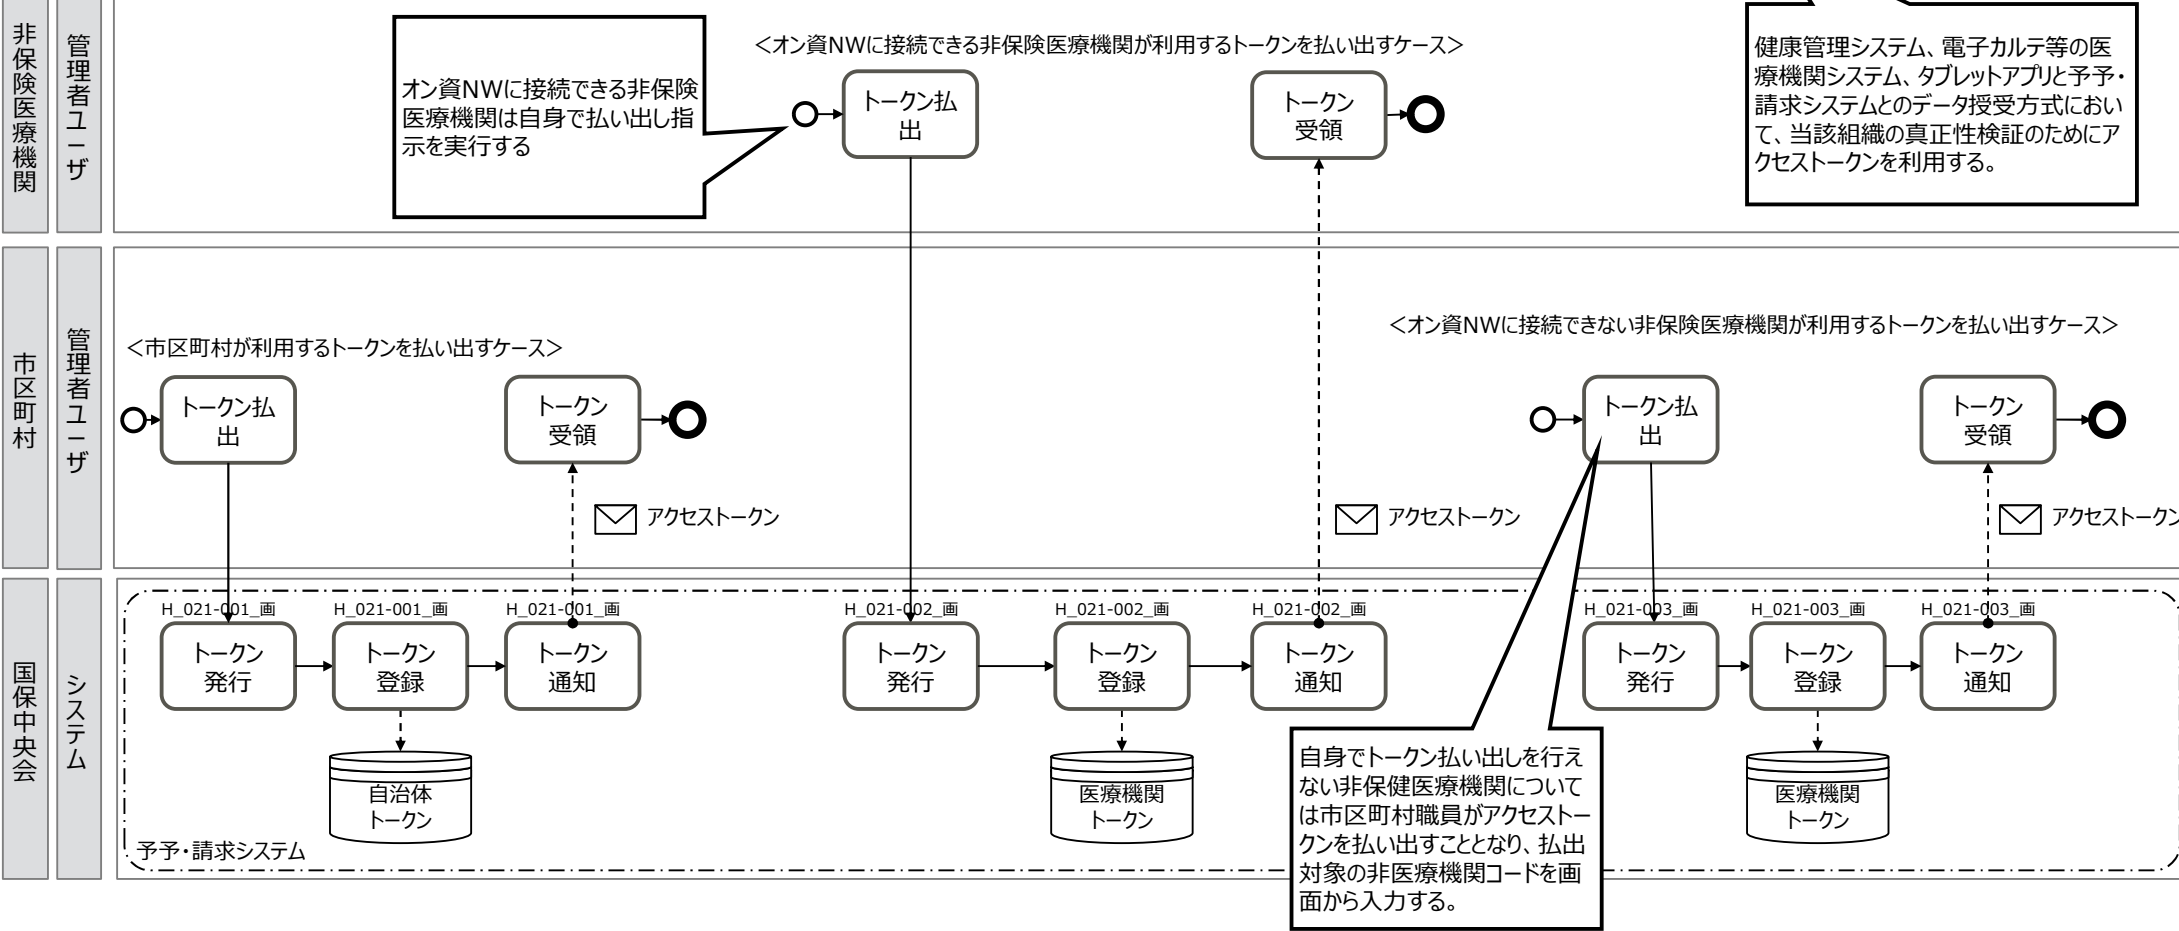 非保険医療機関
管理者ユーザ
オン資NWに接続できる非保険
医療機関は自身で払い出し指
示を実行する
＜オン資NWに接続できる非保険医療機関が利用するトークンを払い出すケース＞
トークン払
出
トークン
受領
健康管理システム、電子カルテ等の医
療機関システム、タブレットアプリと予予・
請求システムとのデータ授受方式におい
て、当該組織の真正性検証のためにア
クセストークンを利用する。
市区町村
管理者ユーザ
＜市区町村が利用するトークンを払い出すケース＞
トークン払
出
トークン
受領
アクセストークン
アクセストークン
＜オン資NWに接続できない非保険医療機関が利用するトークンを払い出すケース＞
トークン払
出
トークン
受領
アクセストークン
国保中央会
システム
H_021-001_画
トークン
発行
H_021-001_画
トークン
登録
H_021-001_画
トークン
通知
自治体
トークン
H_021-002_画
トークン
発行
H_021-002_画
トークン
登録
H_021-002_画
トークン
通知
医療機関
トークン
H_021-003_画
トークン
発行
H_021-003_画
トークン
登録
H_021-003_画
トークン
通知
医療機関
トークン
自身でトークン払い出しを行え
ない非保健医療機関について
は市区町村職員がアクセストー
クンを払い出すこととなり、払出
対象の非医療機関コードを画
面から入力する。
予予・請求システム